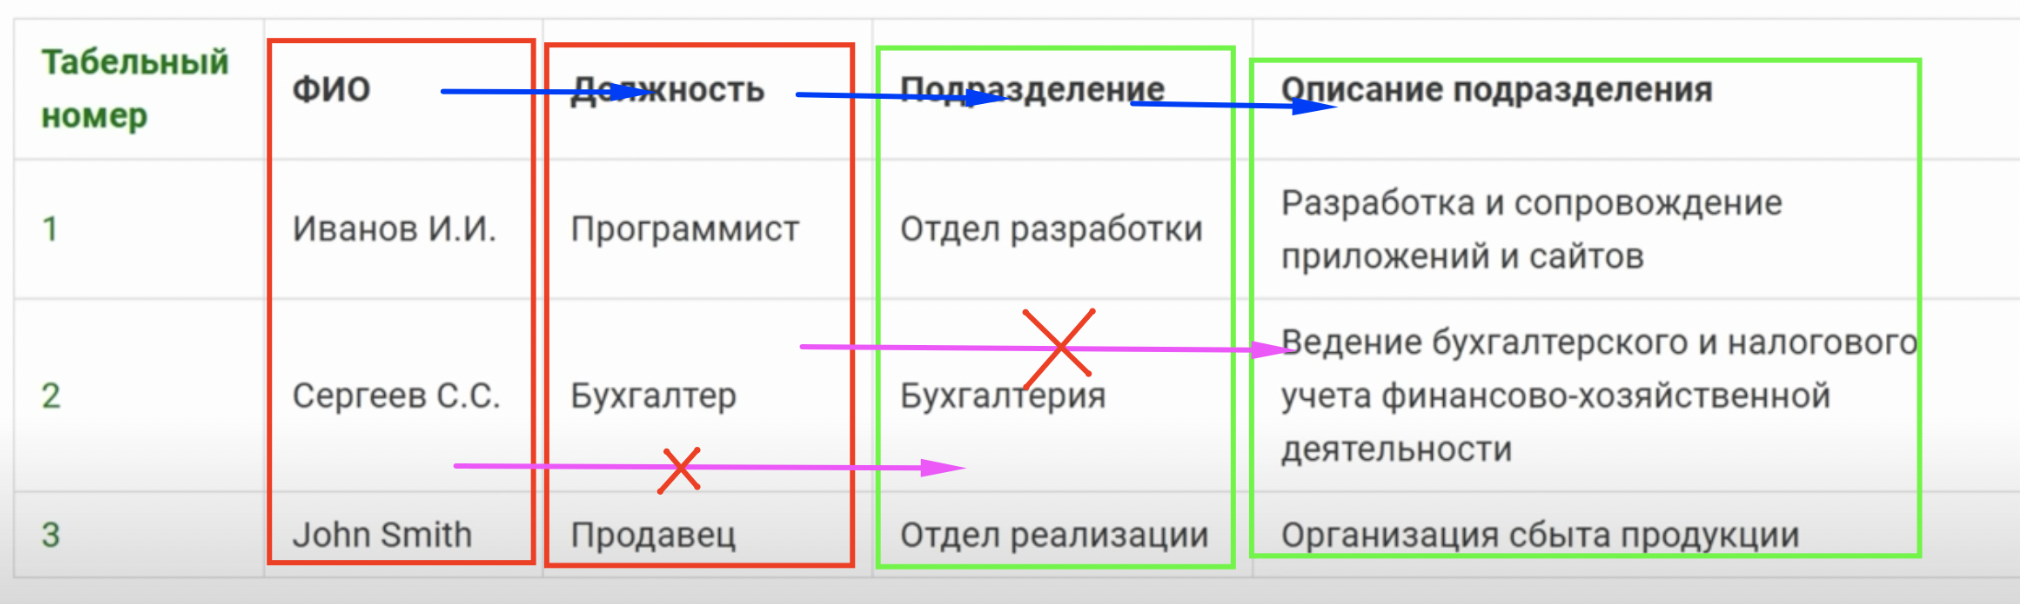 Табельный
номер
ФИО
Должность
Подразделение
Описание подразделения
1
Иванов И.И.
Программист
Отдел разработки
Разработка и сопровождение
приложений и сайтов
2
Сергеев С.С.
Бухгалтер
Бухгалтерия
Ведение бухгалтерского и налогового
учета финансово-хозяйственной
деятельности
3
John Smith
Продавец
Отдел реализации
Организация сбыта продукции